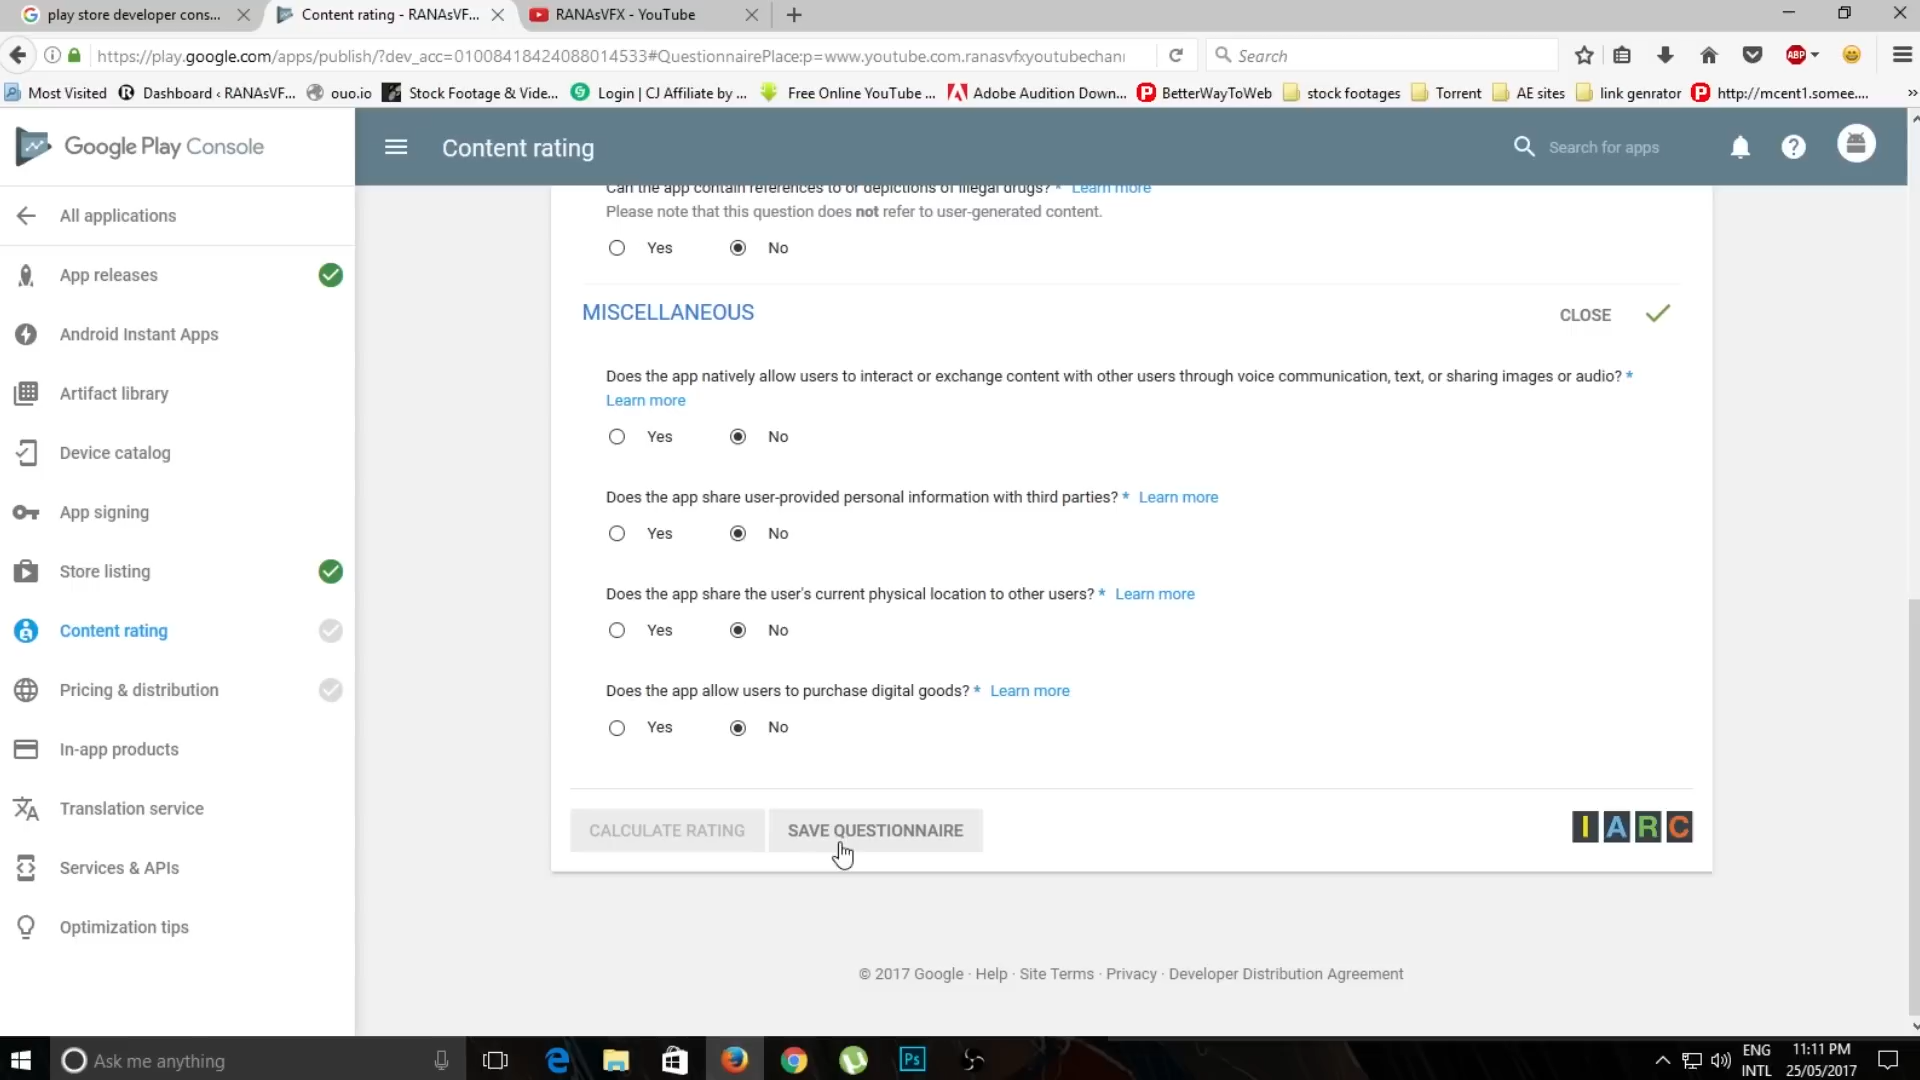 play store developer cons...
Content rating - RANAsVF...
RANAsVFX - YouTube
https://play.google.com/apps/publish/?dev_acc=01008418424088014533#QuestionnairePlace:p=www.youtube.com.ranasvfxyoutubechani
Search
ABP
Most Visited
Dashboard ‹ RANAsVF...
ouo.io
Stock Footage & Vide...
Login | CJ Affiliate by ...
Free Online YouTube ...
Adobe Audition Down...
BetterWayToWeb
stock footages
Torrent
AE sites
link genrator
http://mcent1.somee....
Google Play Console
Content rating
Search for apps
All applications
App releases
Android Instant Apps
Artifact library
Device catalog
App signing
Store listing
Content rating
Pricing & distribution
In-app products
Translation service
Services & APIs
Optimization tips
Can the app contain references to or depictions of illegal drugs? * Learn more
Please note that this question does not refer to user-generated content.
Yes No
MISCELLANEOUS
CLOSE
Does the app natively allow users to interact or exchange content with other users through voice communication, text, or sharing images or audio? *
Learn more
Yes No
Does the app share user-provided personal information with third parties? * Learn more
Yes No
Does the app share the user's current physical location to other users? * Learn more
Yes No
Does the app allow users to purchase digital goods? * Learn more
Yes No
CALCULATE RATING
SAVE QUESTIONNAIRE
IARC
© 2017 Google · Help · Site Terms · Privacy · Developer Distribution Agreement
Ask me anything
Ps
ENG
INTL
11:11 PM
25/05/2017